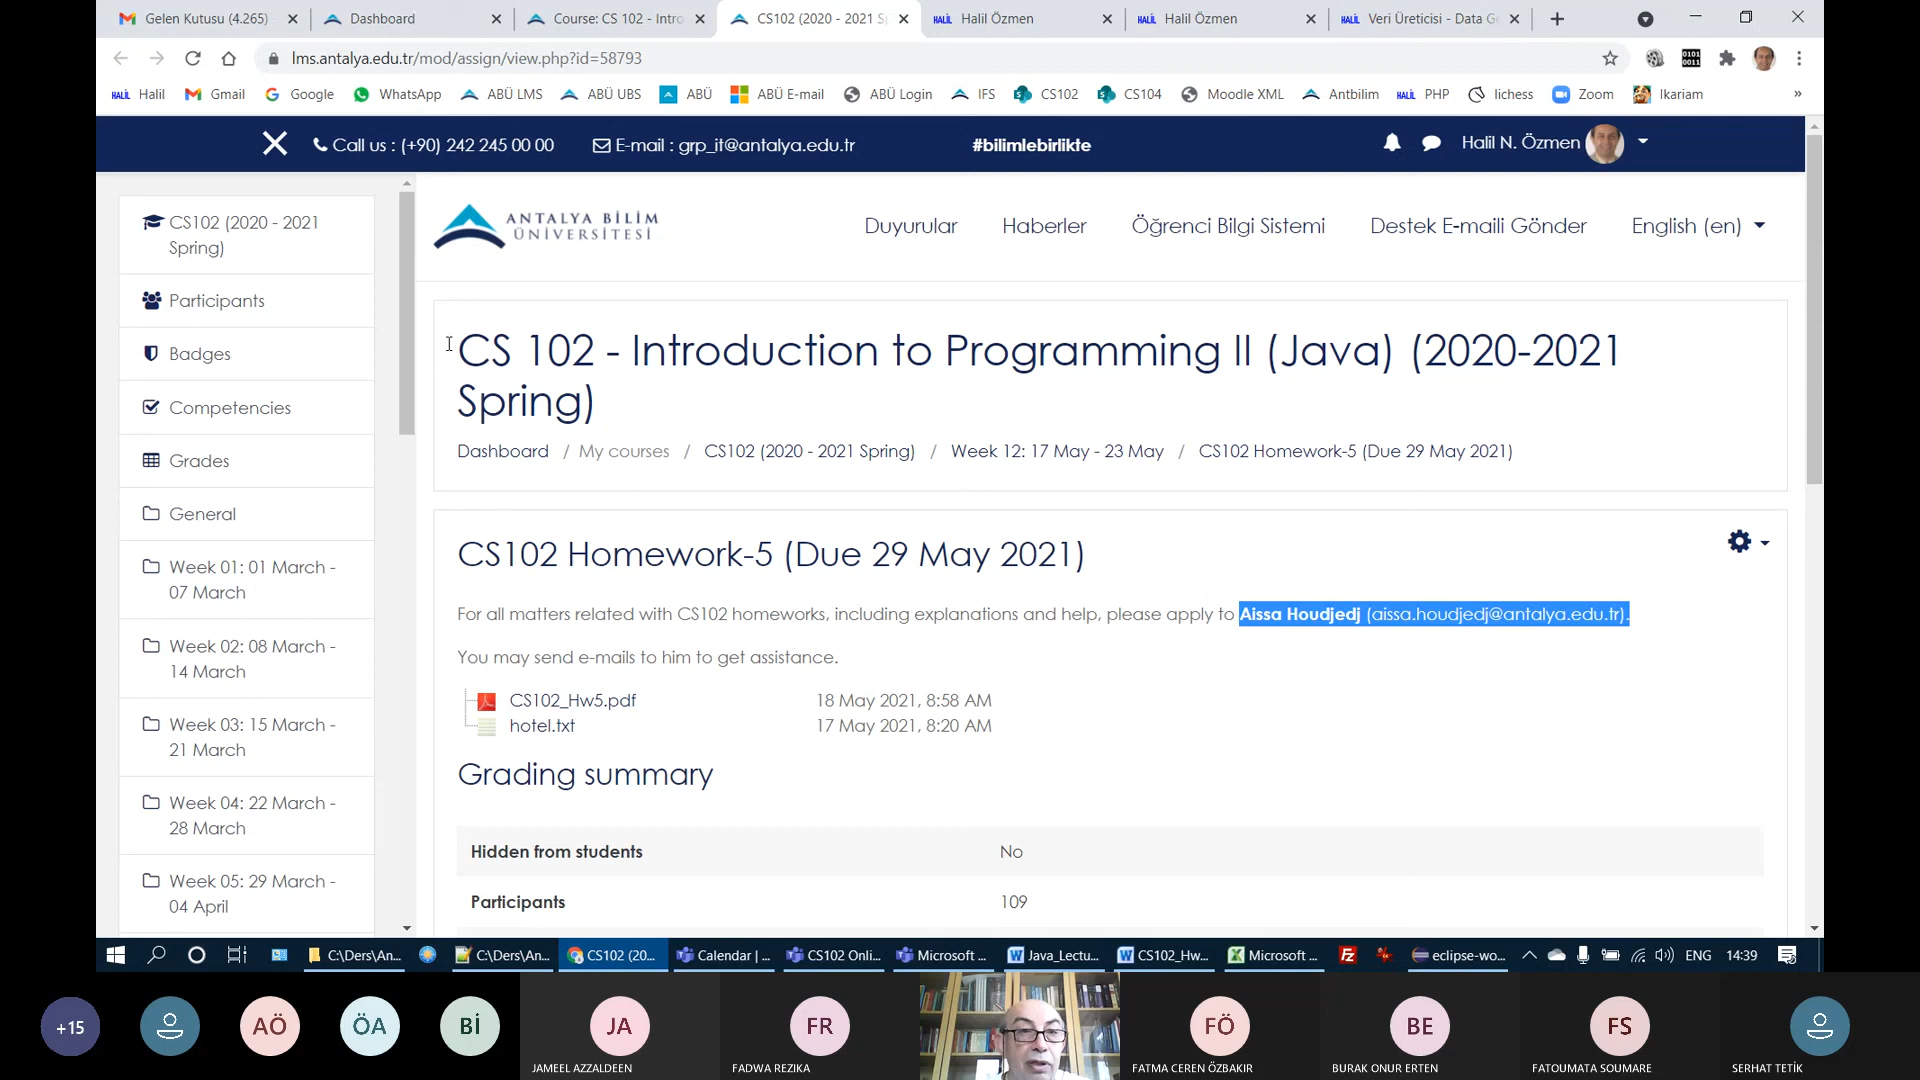 Gelen Kutusu (4.265)
Dashboard
Course: CS 102 - Intro
CS102 (2020 - 2021 S
HALİL Halil Özmen
HALİL Halil Özmen
HALİL Veri Üreticisi - Data G
lms.antalya.edu.tr/mod/assign/view.php?id=58793
HALİL Halil
Gmail
Google
WhatsApp
ABÜ LMS
ABÜ UBS
ABÜ
ABÜ E-mail
ABÜ Login
IFS
CS102
CS104
Moodle XML
Antbilim
HALİL PHP
lichess
Zoom
Ikariam
»
Call us : (+90) 242 245 00 00
E-mail : grp_it@antalya.edu.tr
#bilimlebirlikte
Halil N. Özmen
ANTALYA BİLİM
ÜNİVERSİTESİ
Duyurular
Haberler
Öğrenci Bilgi Sistemi
Destek E-maili Gönder
English (en)
CS102 (2020 - 2021
Spring)
Participants
Badges
Competencies
Grades
General
Week 01: 01 March -
07 March
Week 02: 08 March -
14 March
Week 03: 15 March -
21 March
Week 04: 22 March -
28 March
Week 05: 29 March -
04 April
CS 102 - Introduction to Programming II (Java) (2020-2021
Spring)
Dashboard / My courses / CS102 (2020 - 2021 Spring) / Week 12: 17 May - 23 May / CS102 Homework-5 (Due 29 May 2021)
CS102 Homework-5 (Due 29 May 2021)
For all matters related with CS102 homeworks, including explanations and help, please apply to Aissa Houdjedj (aissa.houdjedj@antalya.edu.tr).
You may send e-mails to him to get assistance.
CS102_Hw5.pdf 18 May 2021, 8:58 AM
hotel.txt 17 May 2021, 8:20 AM
Grading summary
Hidden from students No
Participants 109
C:\Ders\An...
C:\Ders\An...
CS102 (20...
Calendar | ...
CS102 Onli...
Microsoft ...
Java_Lectu...
CS102_Hw...
Microsoft ...
eclipse-wo...
ENG
14:39
+15
AÖ
ÖA
Bİ
JA
JAMEEL AZZALDEEN
FR
FADWA REZIKA
FÖ
FATMA CEREN ÖZBAKIR
BE
BURAK ONUR ERTEN
FS
FATOUMATA SOUMARE
SERHAT TETİK